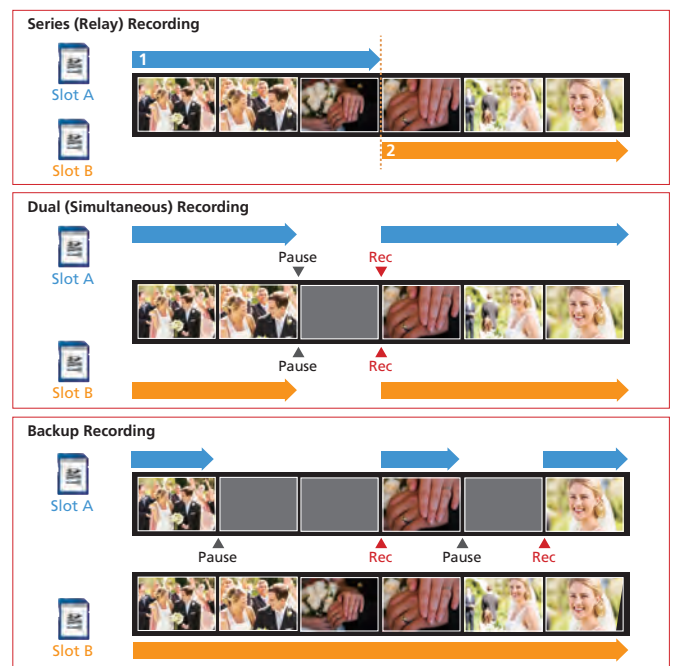 Series (Relay) Recording
Slot A
1
Slot B
2
Dual (Simultaneous) Recording
Slot A
Pause Rec
Pause Rec
Slot B
Backup Recording
Slot A
Pause Rec Pause Rec
Slot B